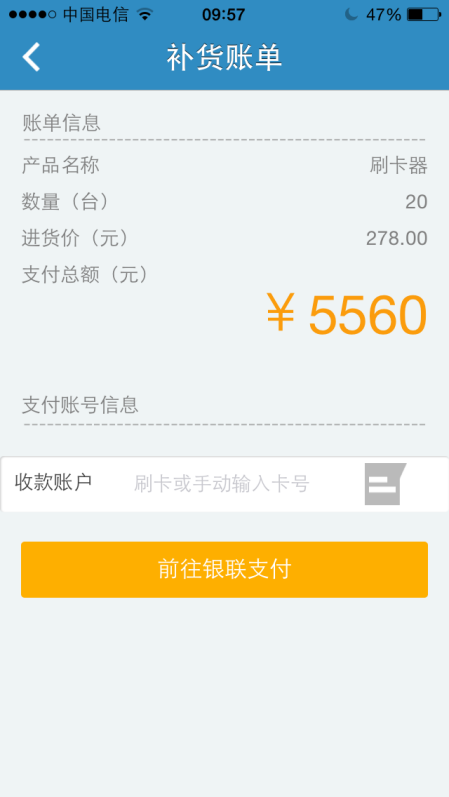 中国电信 09:57 47%
补货账单
账单信息
产品名称 刷卡器
数量（台） 20
进货价（元） 278.00
支付总额（元）
￥5560
支付账号信息
收款账户 刷卡或手动输入卡号
前往银联支付